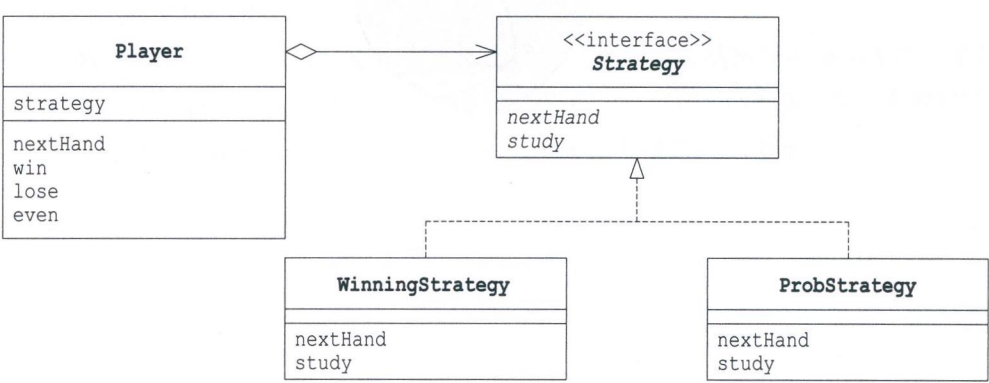 Player
strategy
nextHand
win
lose
even
<<interface>>
Strategy
nextHand
study
WinningStrategy
nextHand
study
ProbStrategy
nextHand
study